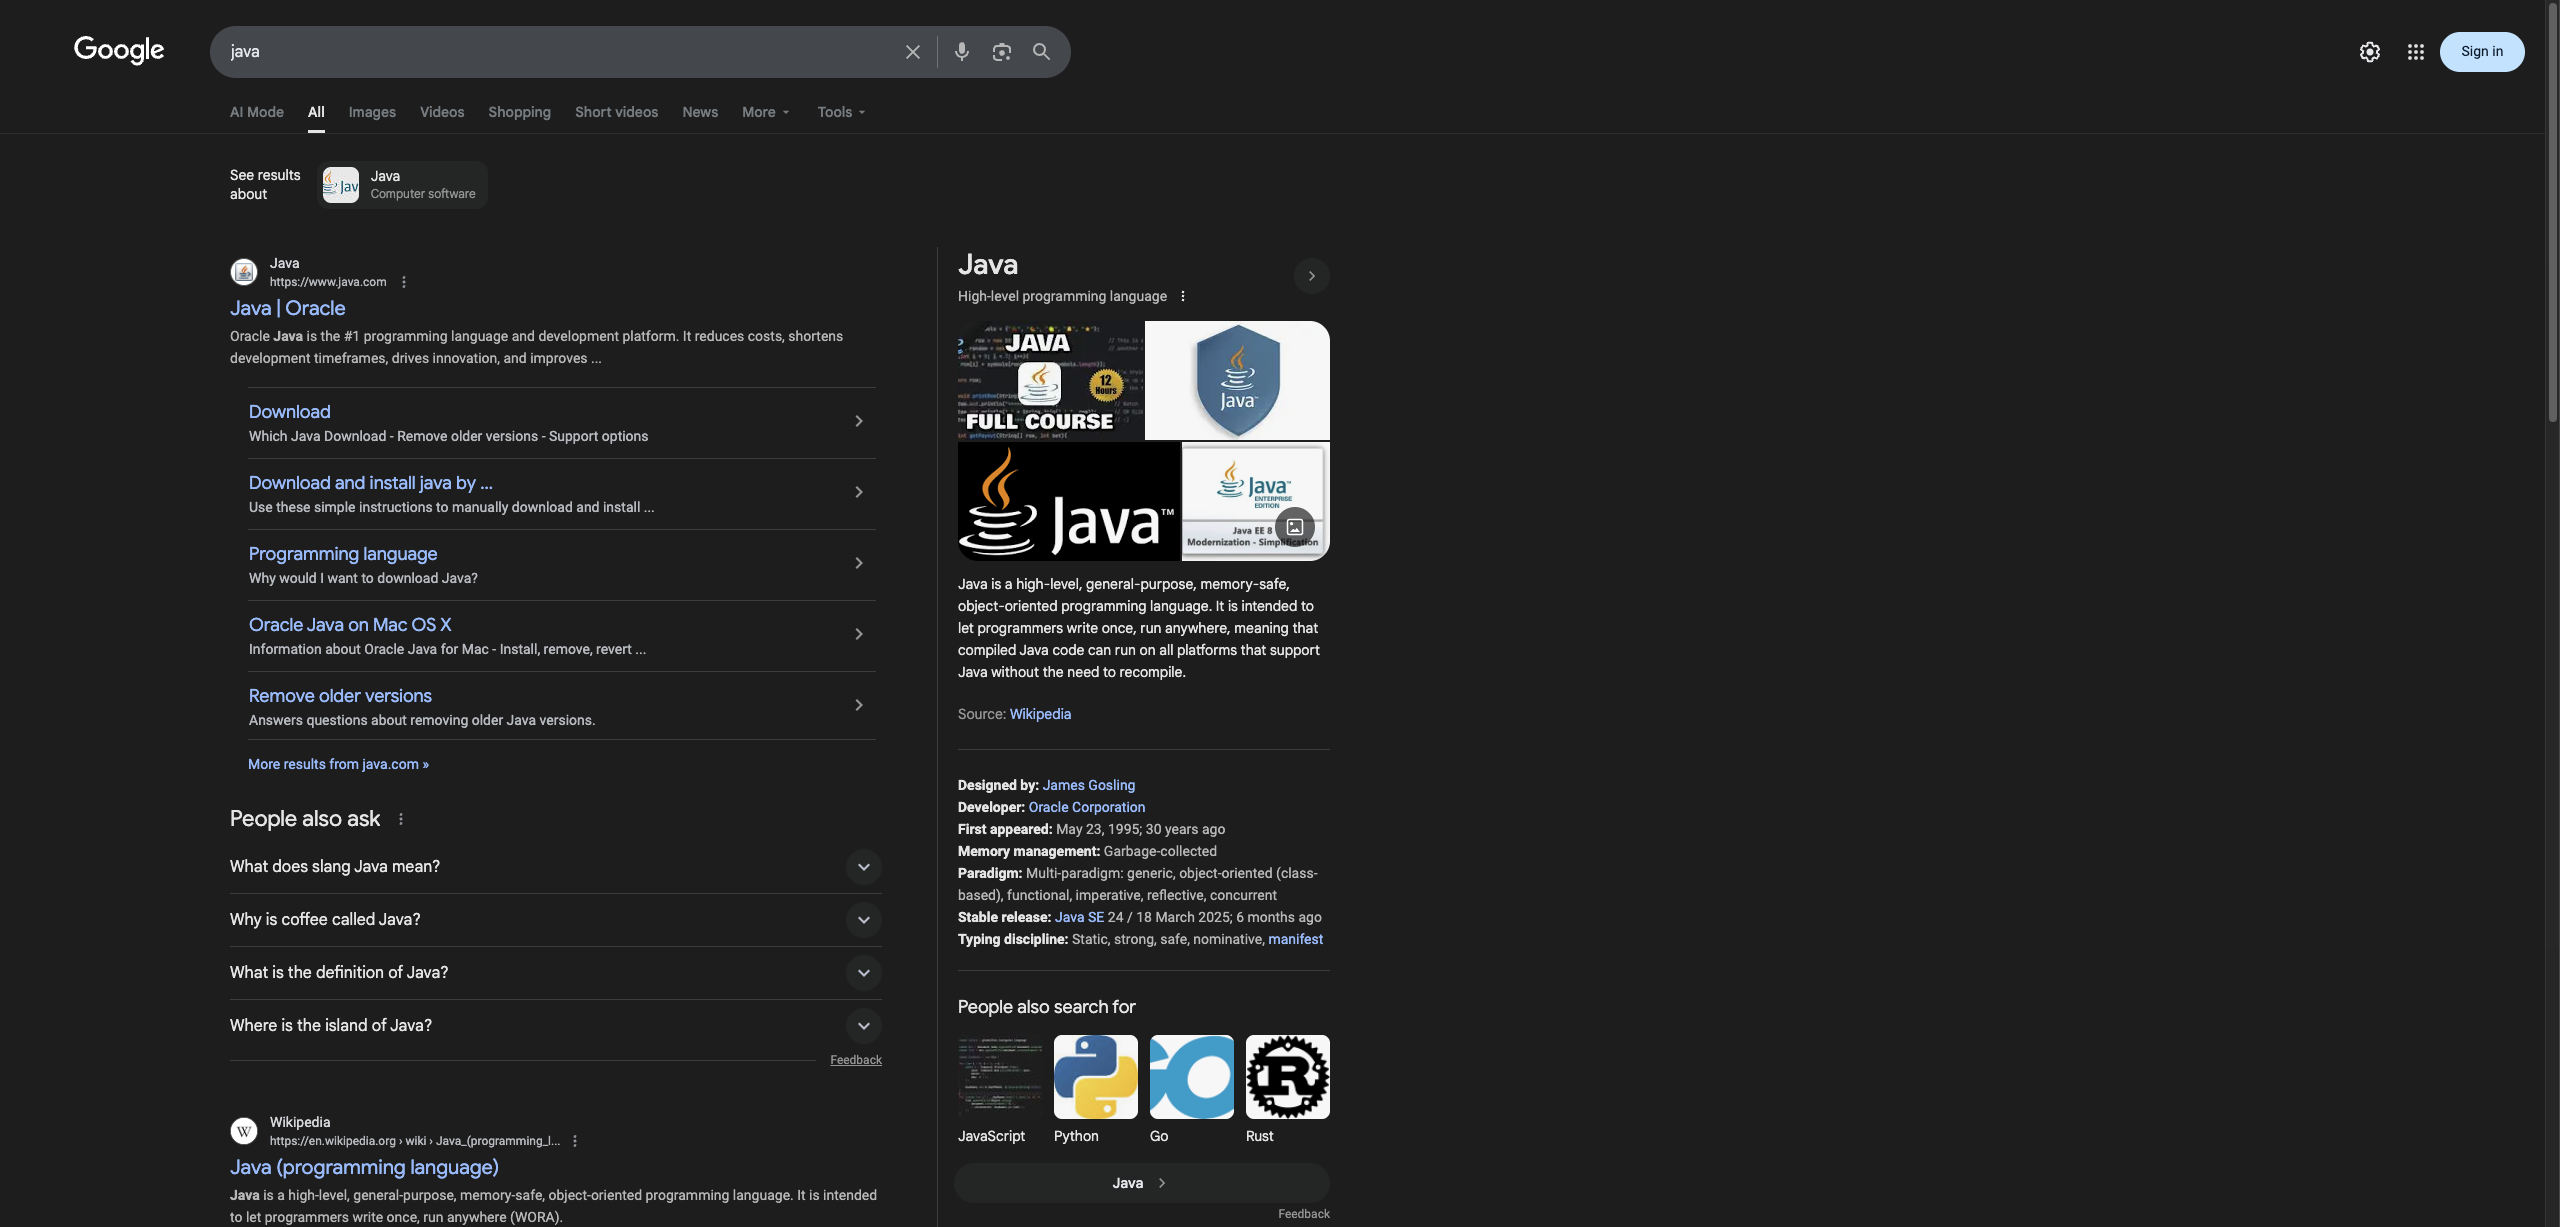 Google
java
Sign in
AI Mode
All
Images
Videos
Shopping
Short videos
News
More
Tools
See results about
Jav
Java
Computer software
Java
https://www.java.com
Java | Oracle
Oracle Java is the #1 programming language and development platform. It reduces costs, shortens
development timeframes, drives innovation, and improves ...
Download
Which Java Download - Remove older versions - Support options
Download and install java by ...
Use these simple instructions to manually download and install ...
Programming language
Why would I want to download Java?
Oracle Java on Mac OS X
Information about Oracle Java for Mac - Install, remove, revert ...
Remove older versions
Answers questions about removing older Java versions.
More results from java.com »
People also ask
What does slang Java mean?
Why is coffee called Java?
What is the definition of Java?
Where is the island of Java?
Feedback
Wikipedia
https://en.wikipedia.org › wiki › Java_(programming_l...
Java (programming language)
Java is a high-level, general-purpose, memory-safe, object-oriented programming language. It is intended
to let programmers write once, run anywhere (WORA).
Java
High-level programming language
JAVA
12
Hours
FULL COURSE
Java™
Java™
Java™
ENTERPRISE
EDITION
Java EE 8
Modernization - Simplification
Java is a high-level, general-purpose, memory-safe,
object-oriented programming language. It is intended to
let programmers write once, run anywhere, meaning that
compiled Java code can run on all platforms that support
Java without the need to recompile.
Source: Wikipedia
Designed by: James Gosling
Developer: Oracle Corporation
First appeared: May 23, 1995; 30 years ago
Memory management: Garbage-collected
Paradigm: Multi-paradigm: generic, object-oriented (class-
based), functional, imperative, reflective, concurrent
Stable release: Java SE 24 / 18 March 2025; 6 months ago
Typing discipline: Static, strong, safe, nominative, manifest
People also search for
JavaScript
Python
Go
Rust
Java
Feedback